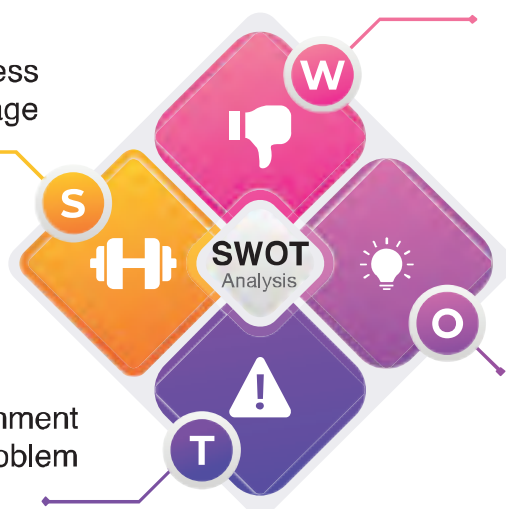 W
ess
age
S
SWOT
Analysis
O
nment
oblem
T